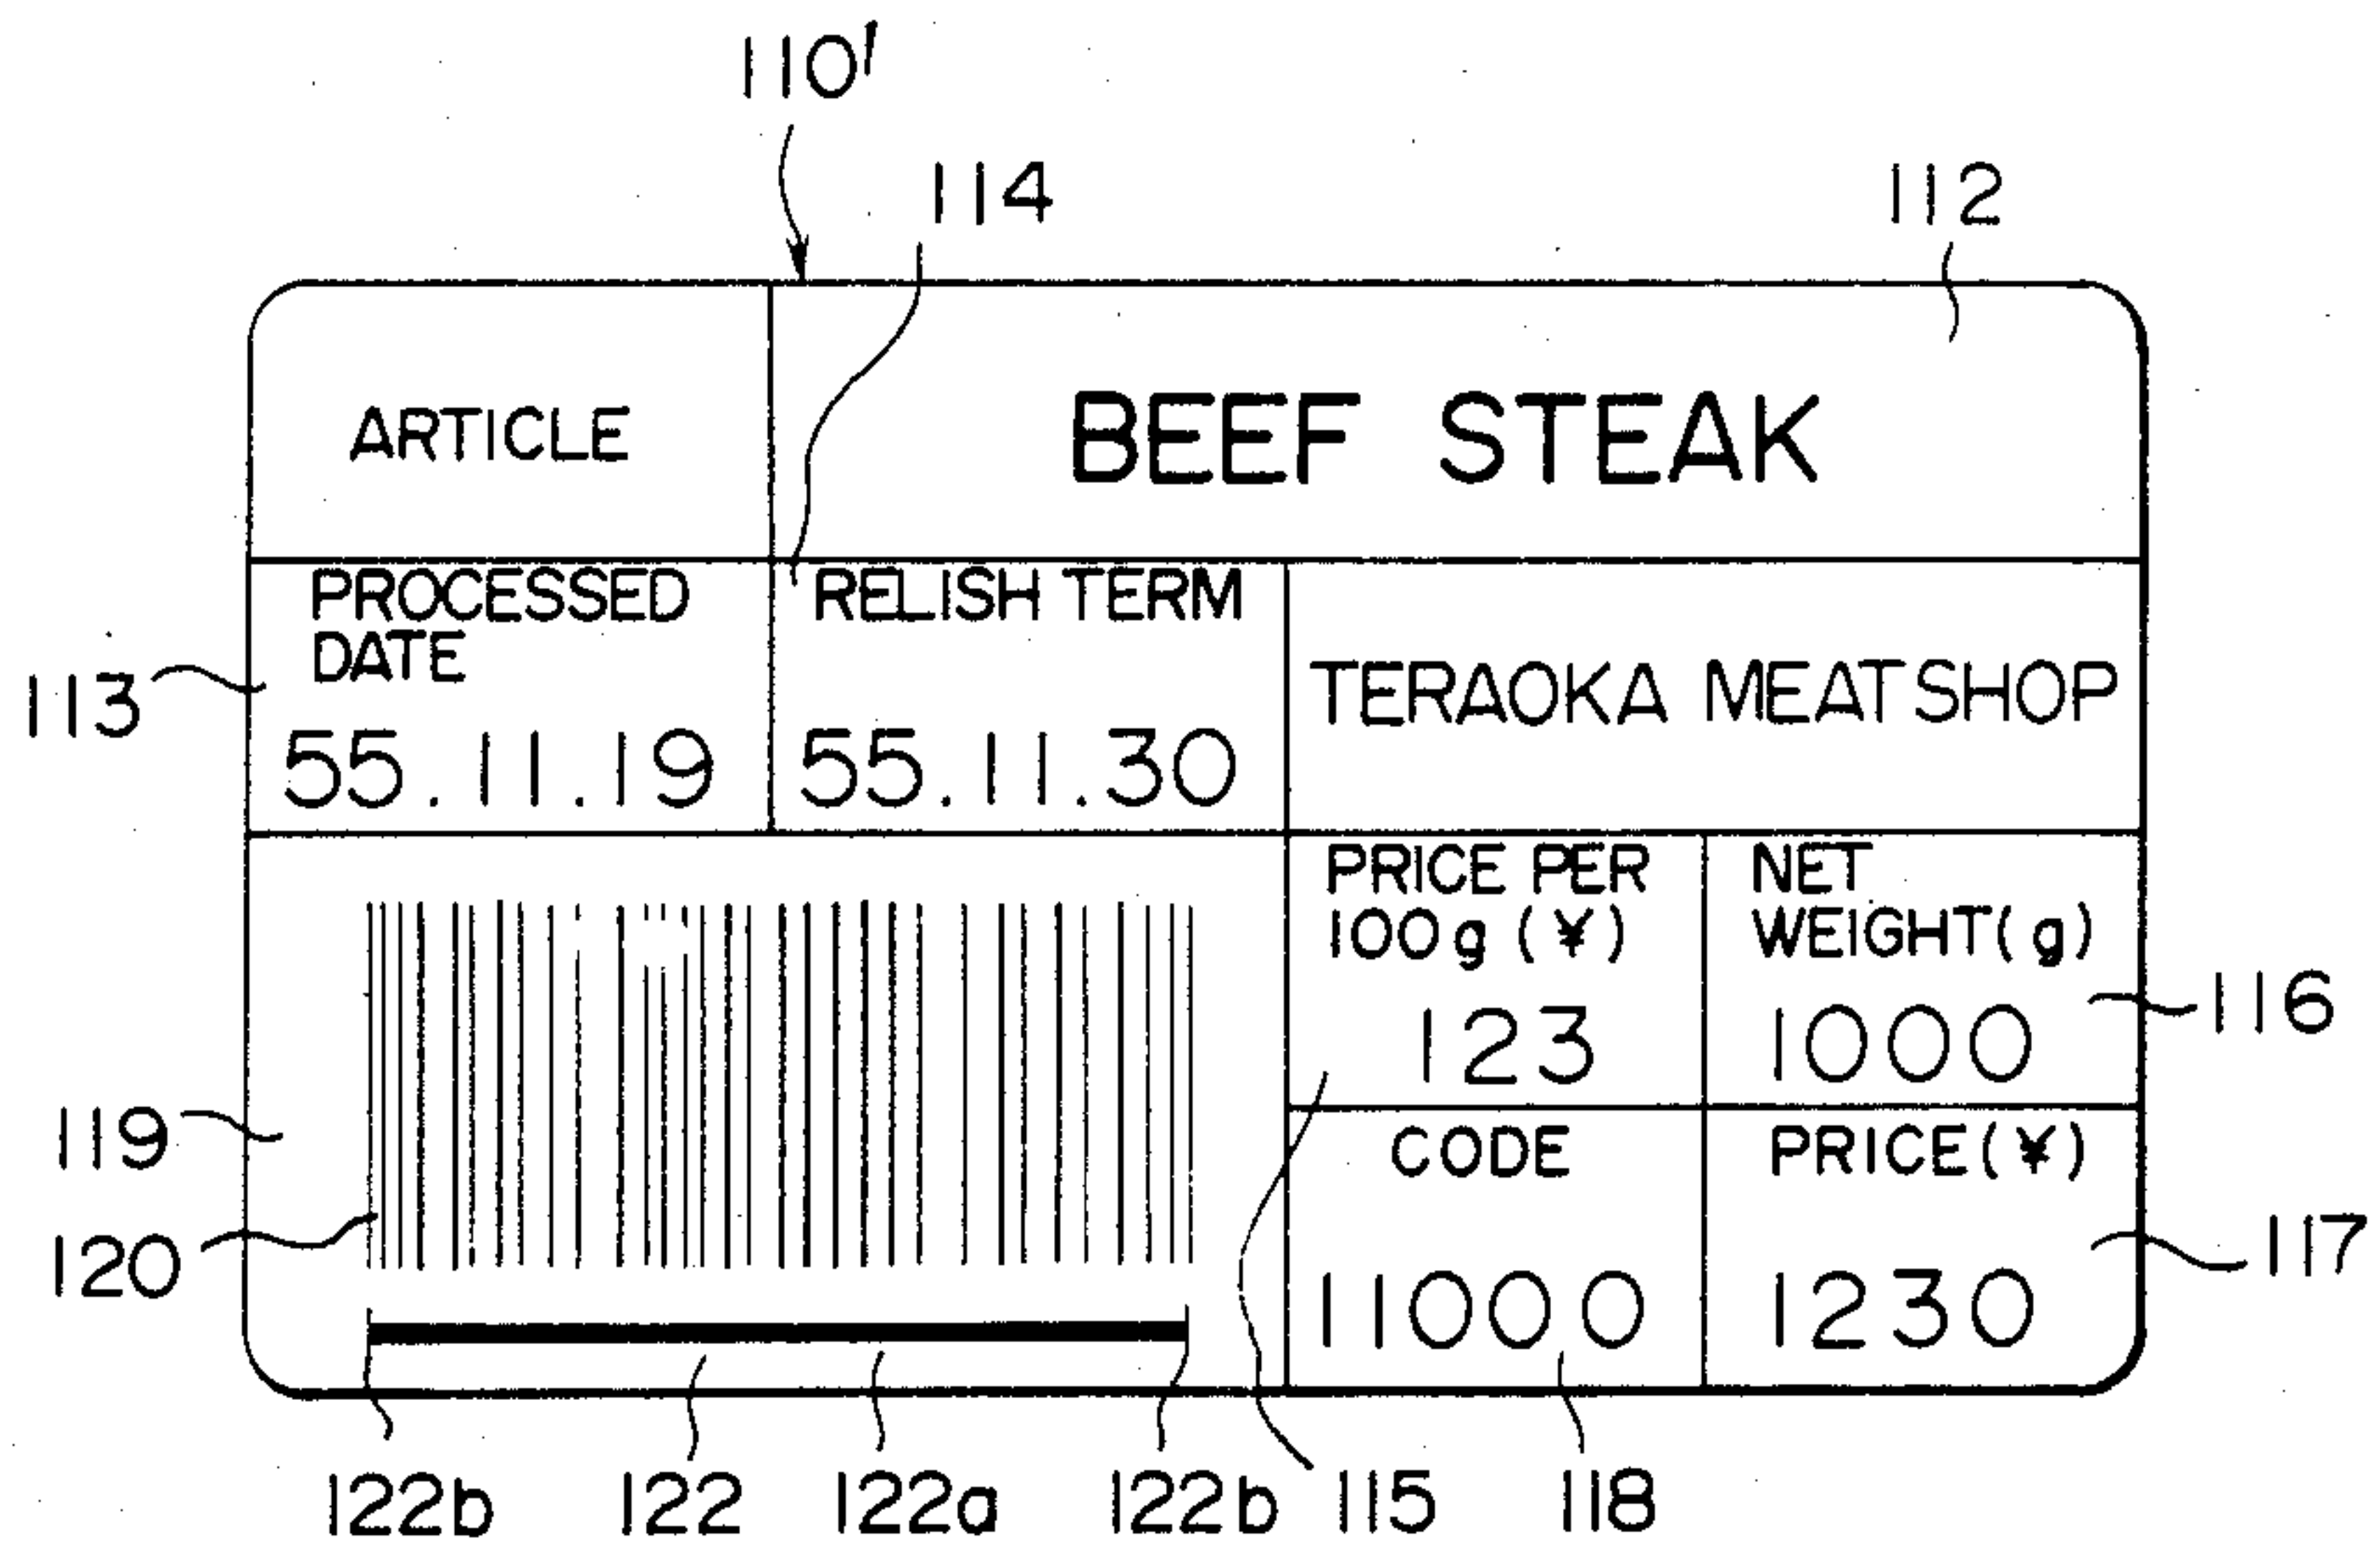 110'
114
112
ARTICLE
BEEF STEAK
PROCESSED
DATE
55.11.19
RELISH TERM
55.11.30
TERAOKA MEAT SHOP
113
PRICE PER
100g (¥)
123
NET
WEIGHT(g)
1000
116
119
120
CODE
11000
PRICE(¥)
1230
117
122b 122 122a 122b 115 118